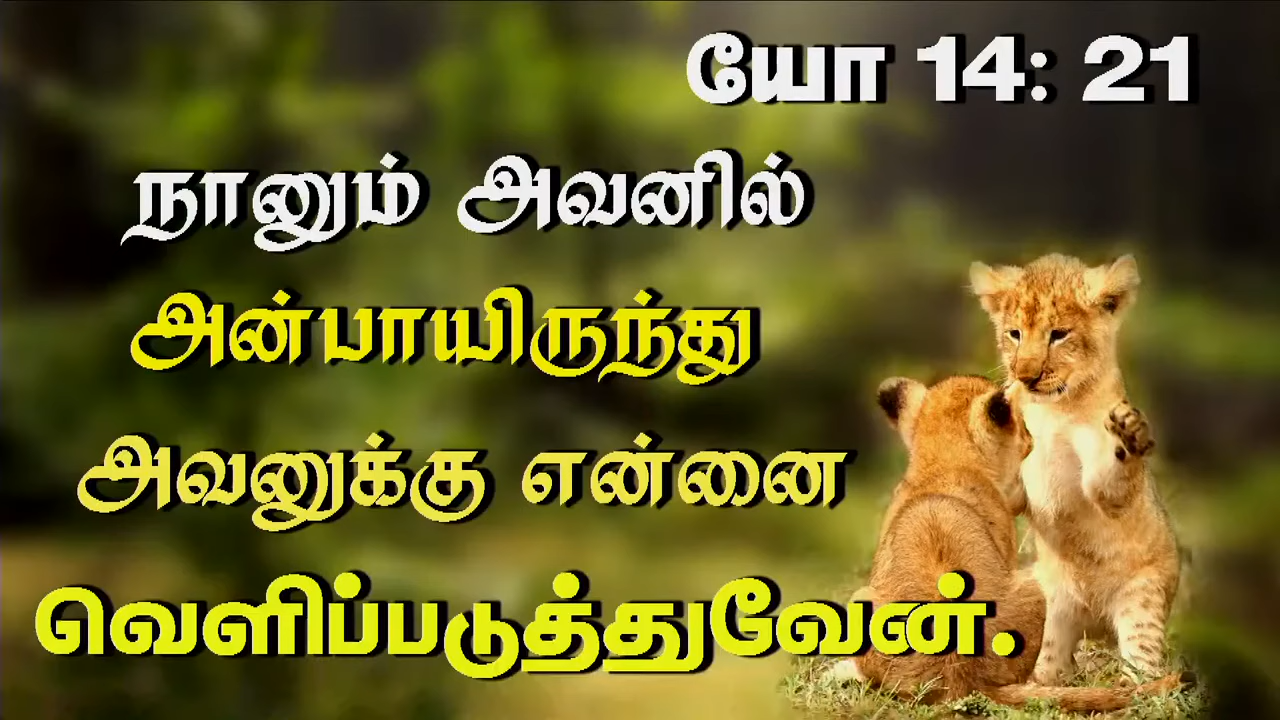 யோ 14: 21
நானும் அவனில்
அன்பாயிருந்து
அவனுக்கு என்னை
வெளிப்படுத்துவேன்.